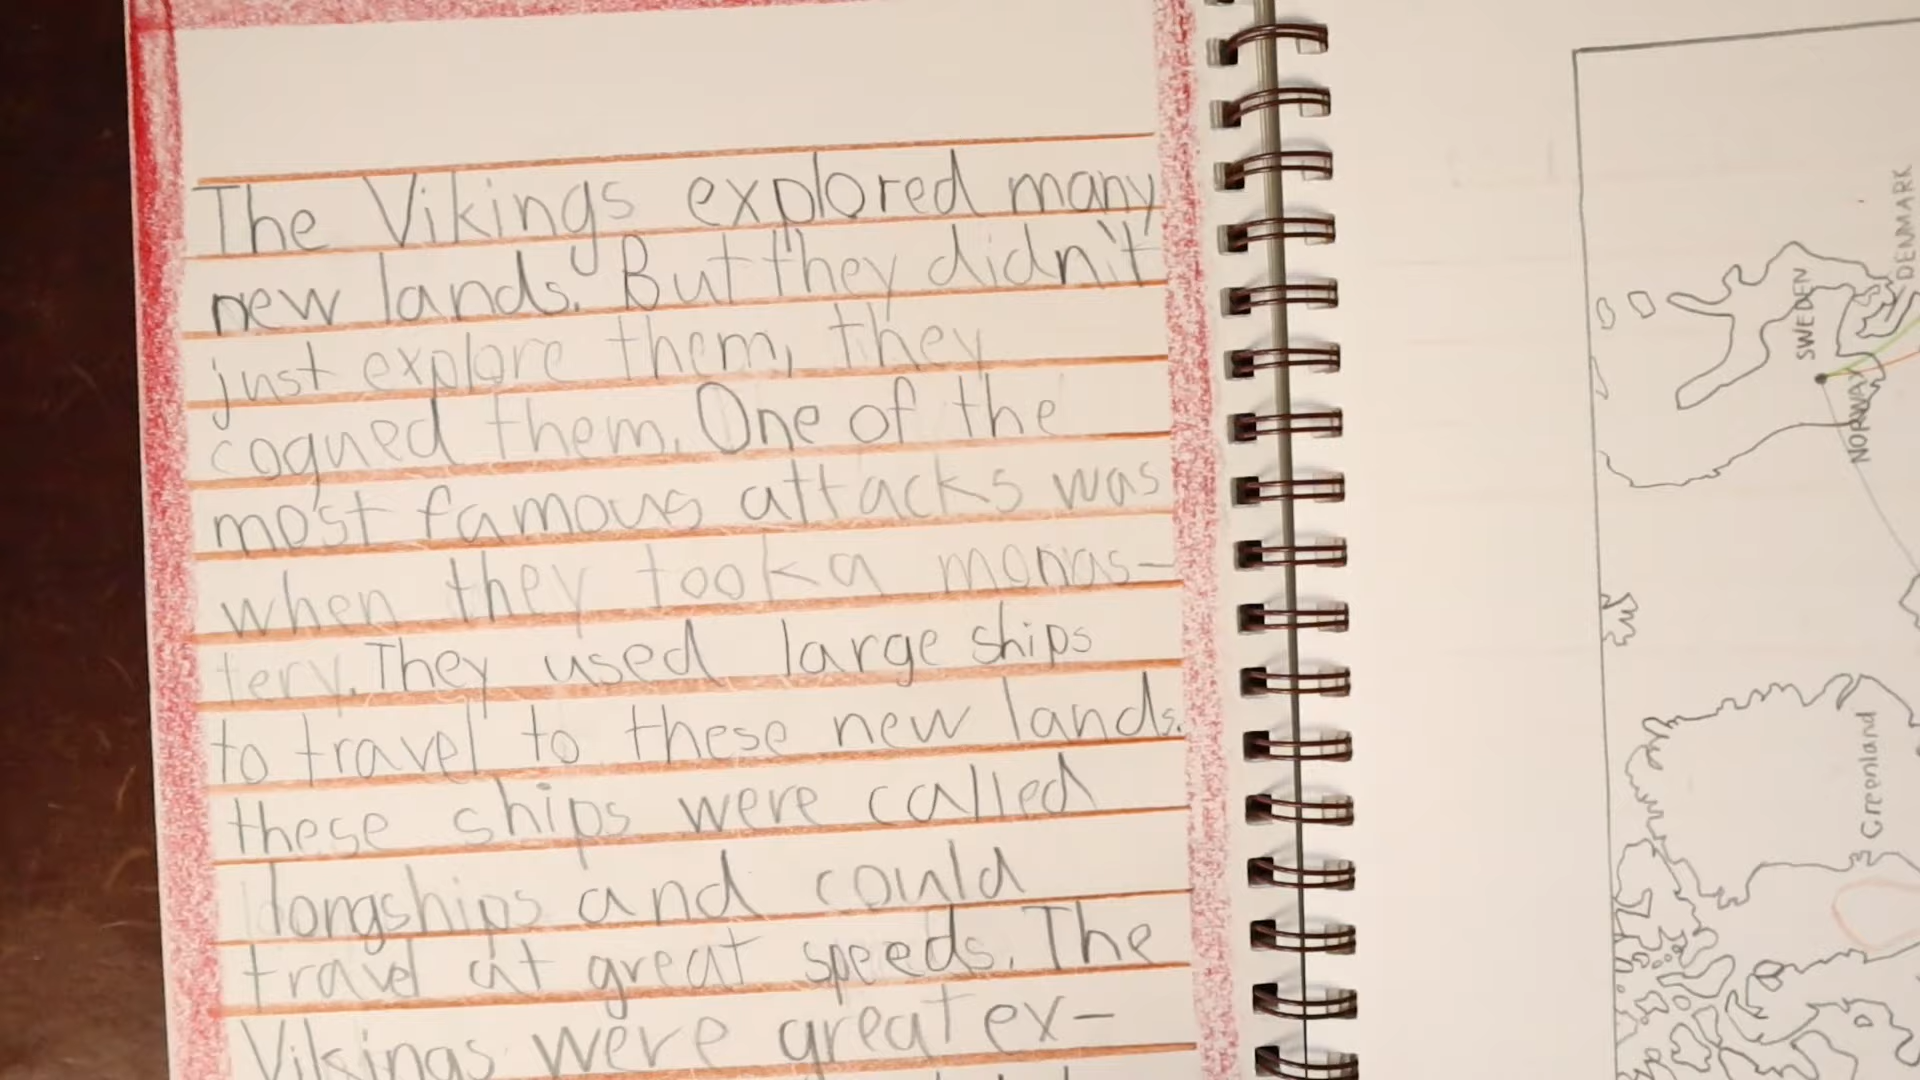 The Vikings explored many
new lands. But they didn't
just explore them, they
coqued them. One of the
most famous attacks was
when they took a monas-
tery. They used large ships
to travel to these new lands.
these ships were called
longships and could
travel at great speeds. The
Vikings were great ex-
DENMARK
SWEDEN
NORWAY
Greenland